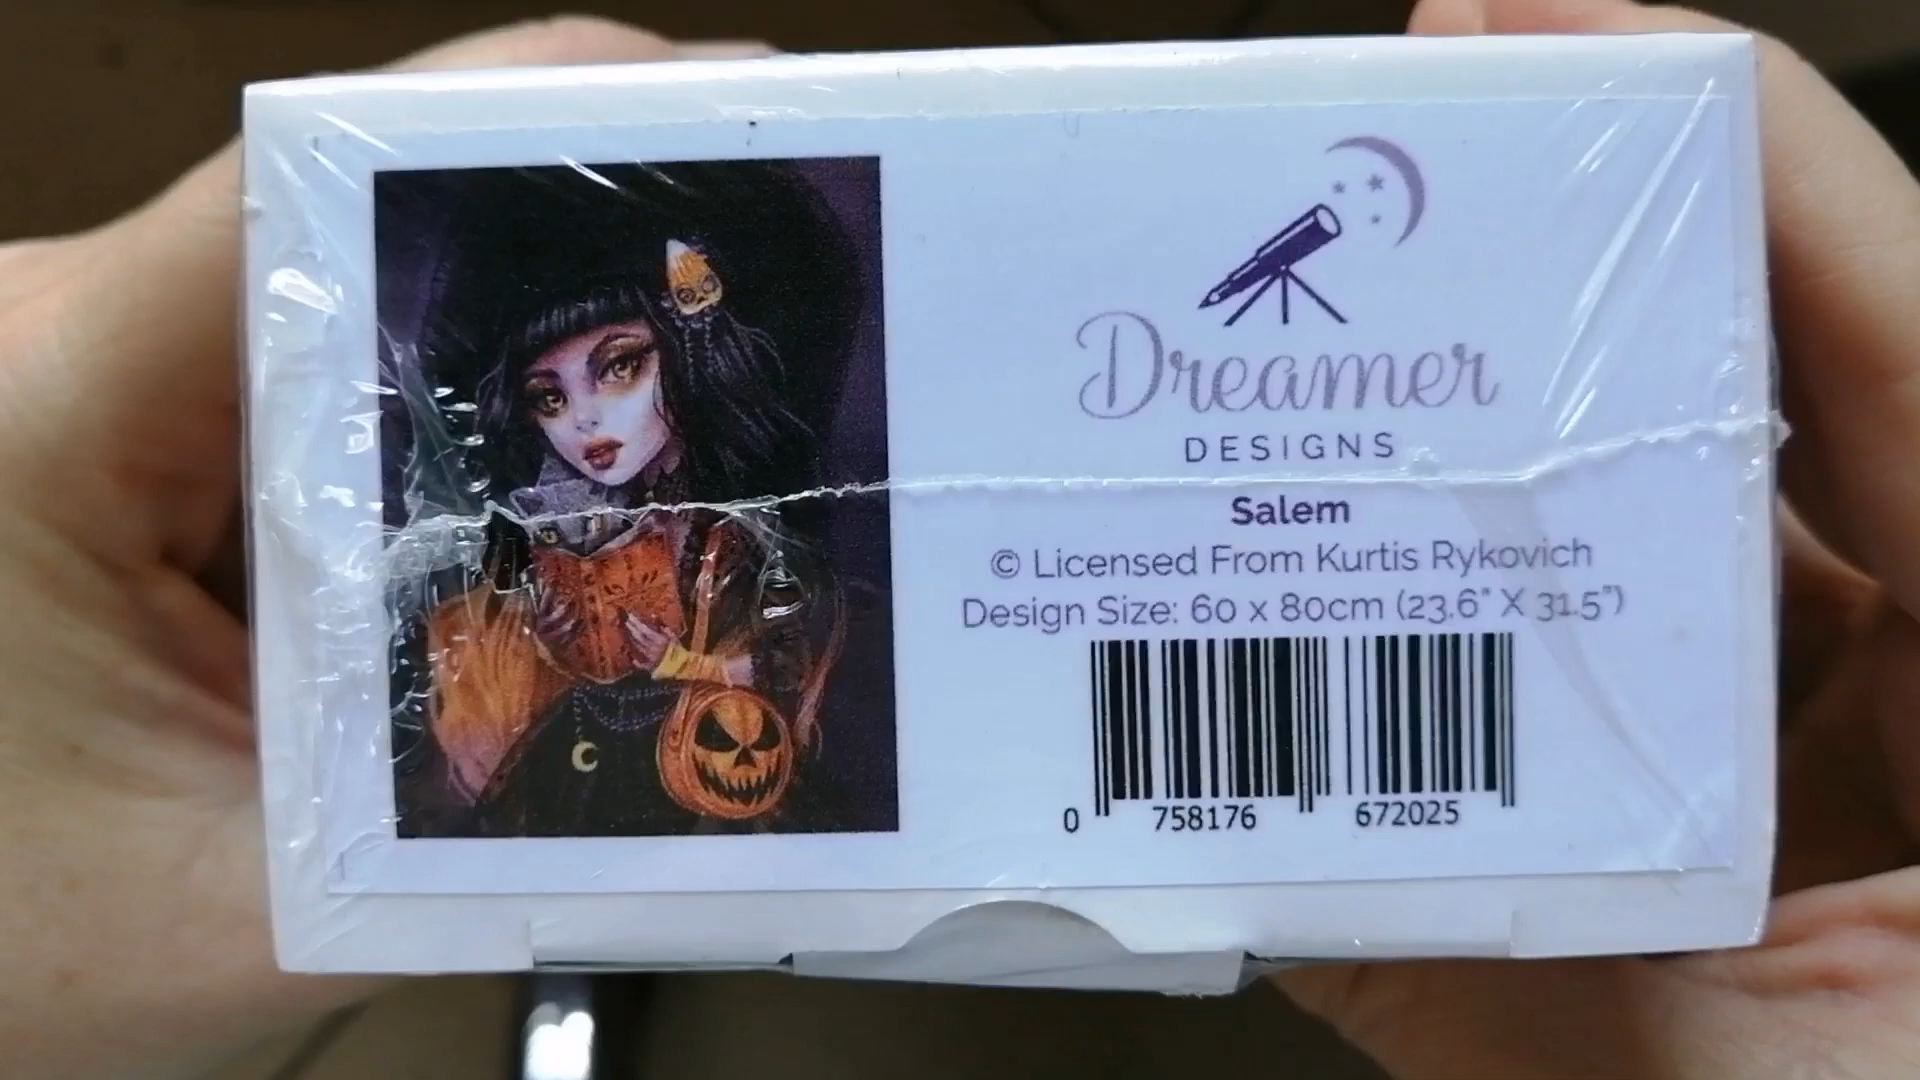 Dreamer
DESIGNS
Salem
© Licensed From Kurtis Rykovich
Design Size: 60 x 80cm (23.6" X 31.5")
0 758176 672025